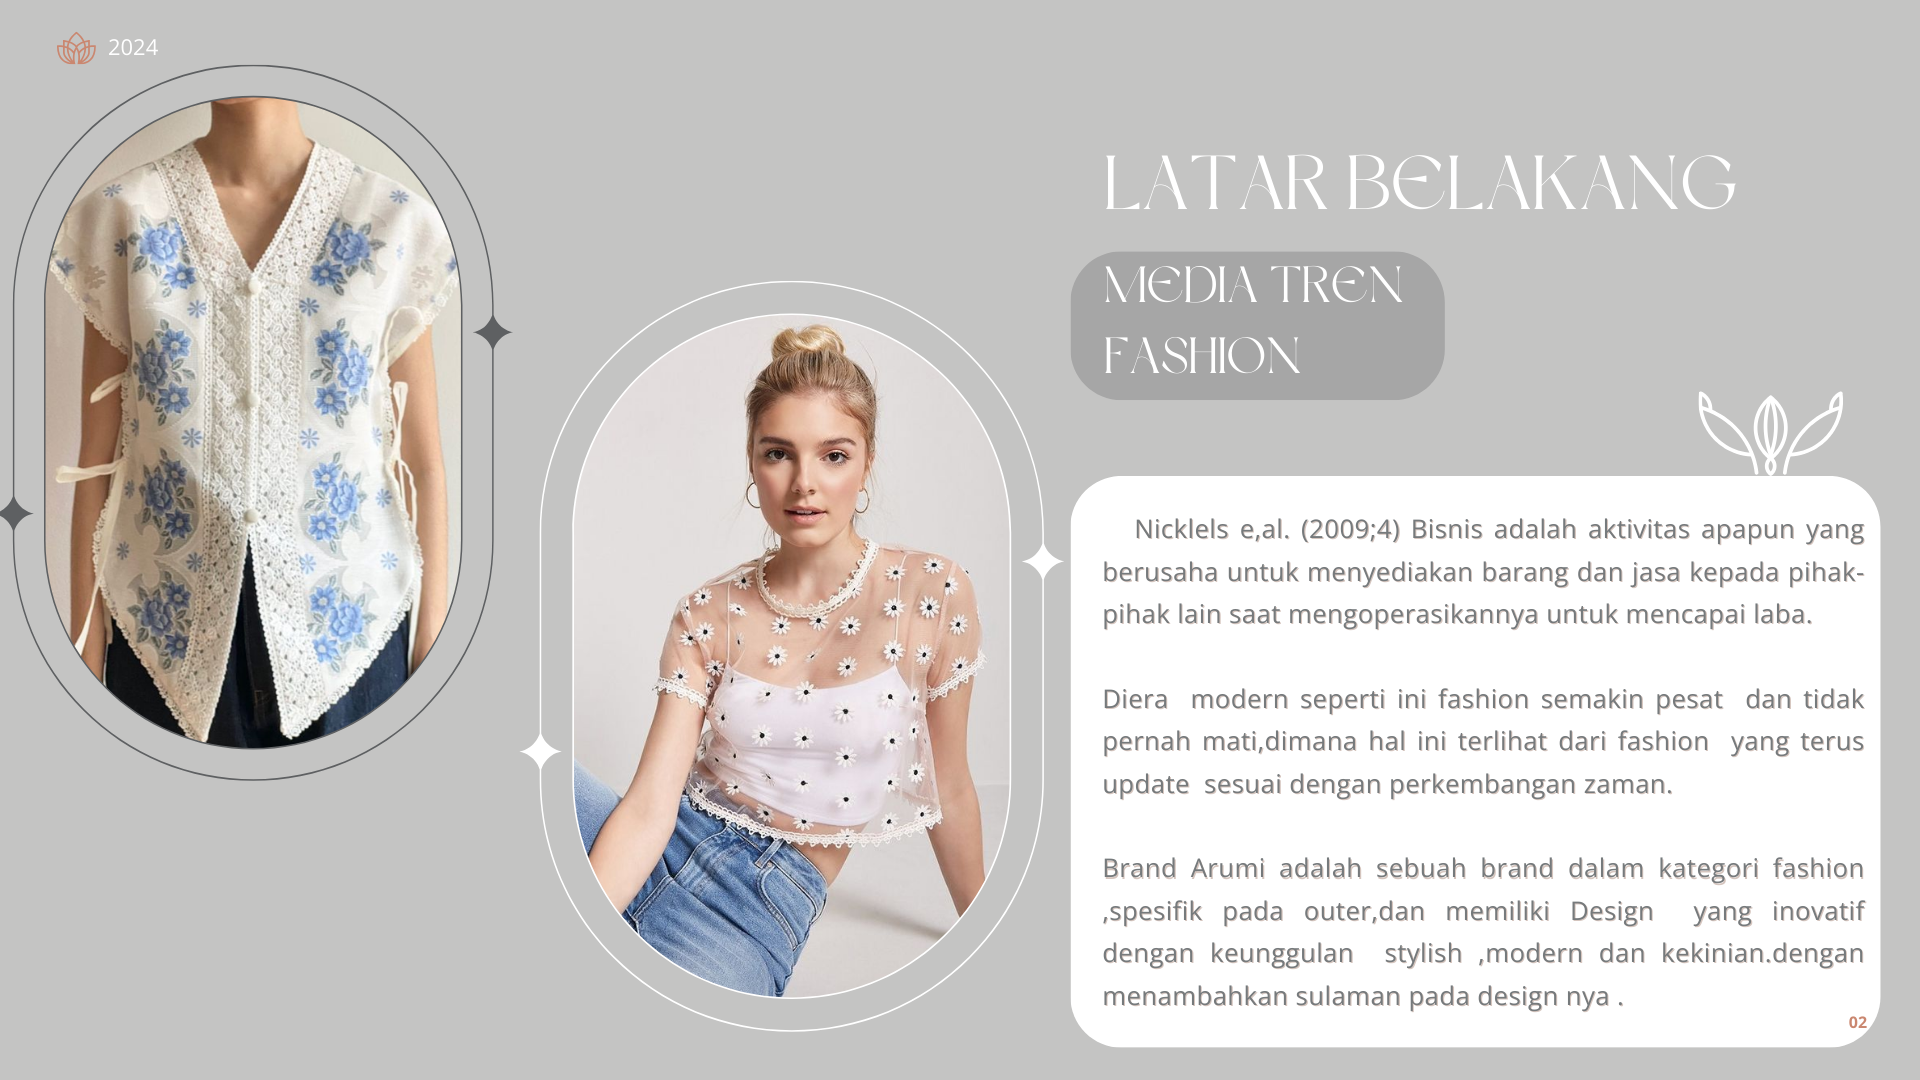 2024
LATAR BELAKANG
MEDIA TREN
FASHION
Nicklels e,al. (2009;4) Bisnis adalah aktivitas apapun yang
berusaha untuk menyediakan barang dan jasa kepada pihak-
pihak lain saat mengoperasikannya untuk mencapai laba.
Diera modern seperti ini fashion semakin pesat dan tidak
pernah mati,dimana hal ini terlihat dari fashion yang terus
update sesuai dengan perkembangan zaman.
Brand Arumi adalah sebuah brand dalam kategori fashion
,spesifik pada outer,dan memiliki Design yang inovatif
dengan keunggulan stylish ,modern dan kekinian.dengan
menambahkan sulaman pada design nya .
02